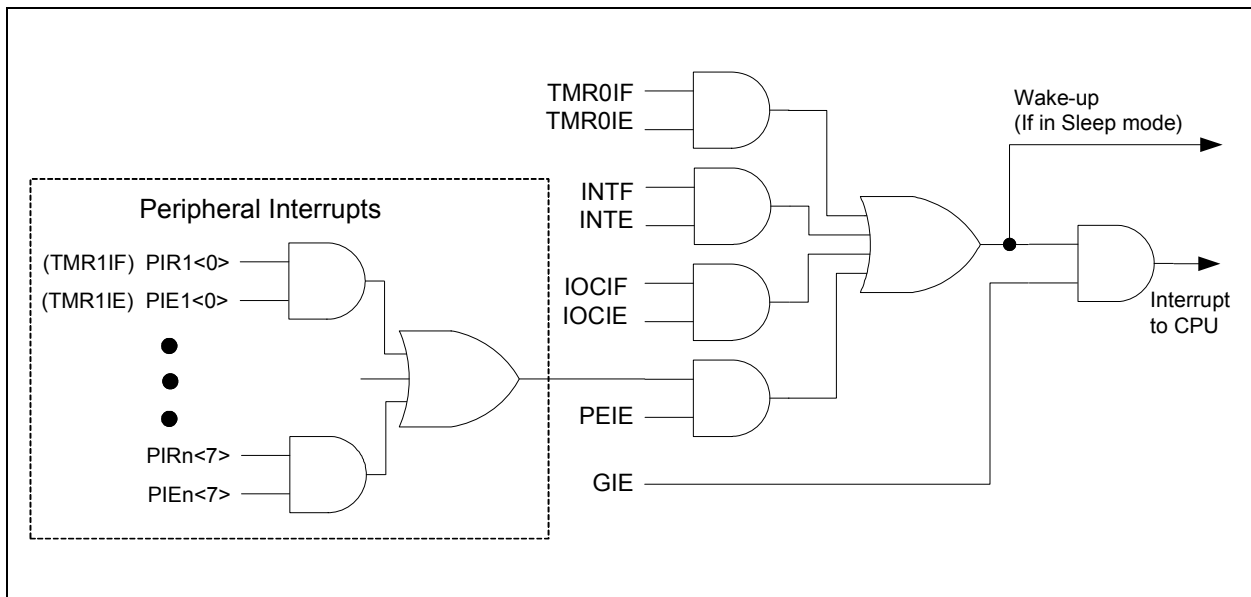 TMR0IF
TMR0IE
Wake-up
(If in Sleep mode)
INTF
INTE
Peripheral Interrupts
(TMR1IF) PIR1<0>
(TMR1IE) PIE1<0>
IOCIF
IOCIE
Interrupt
to CPU
PEIE
PIRn<7>
PIEn<7>
GIE